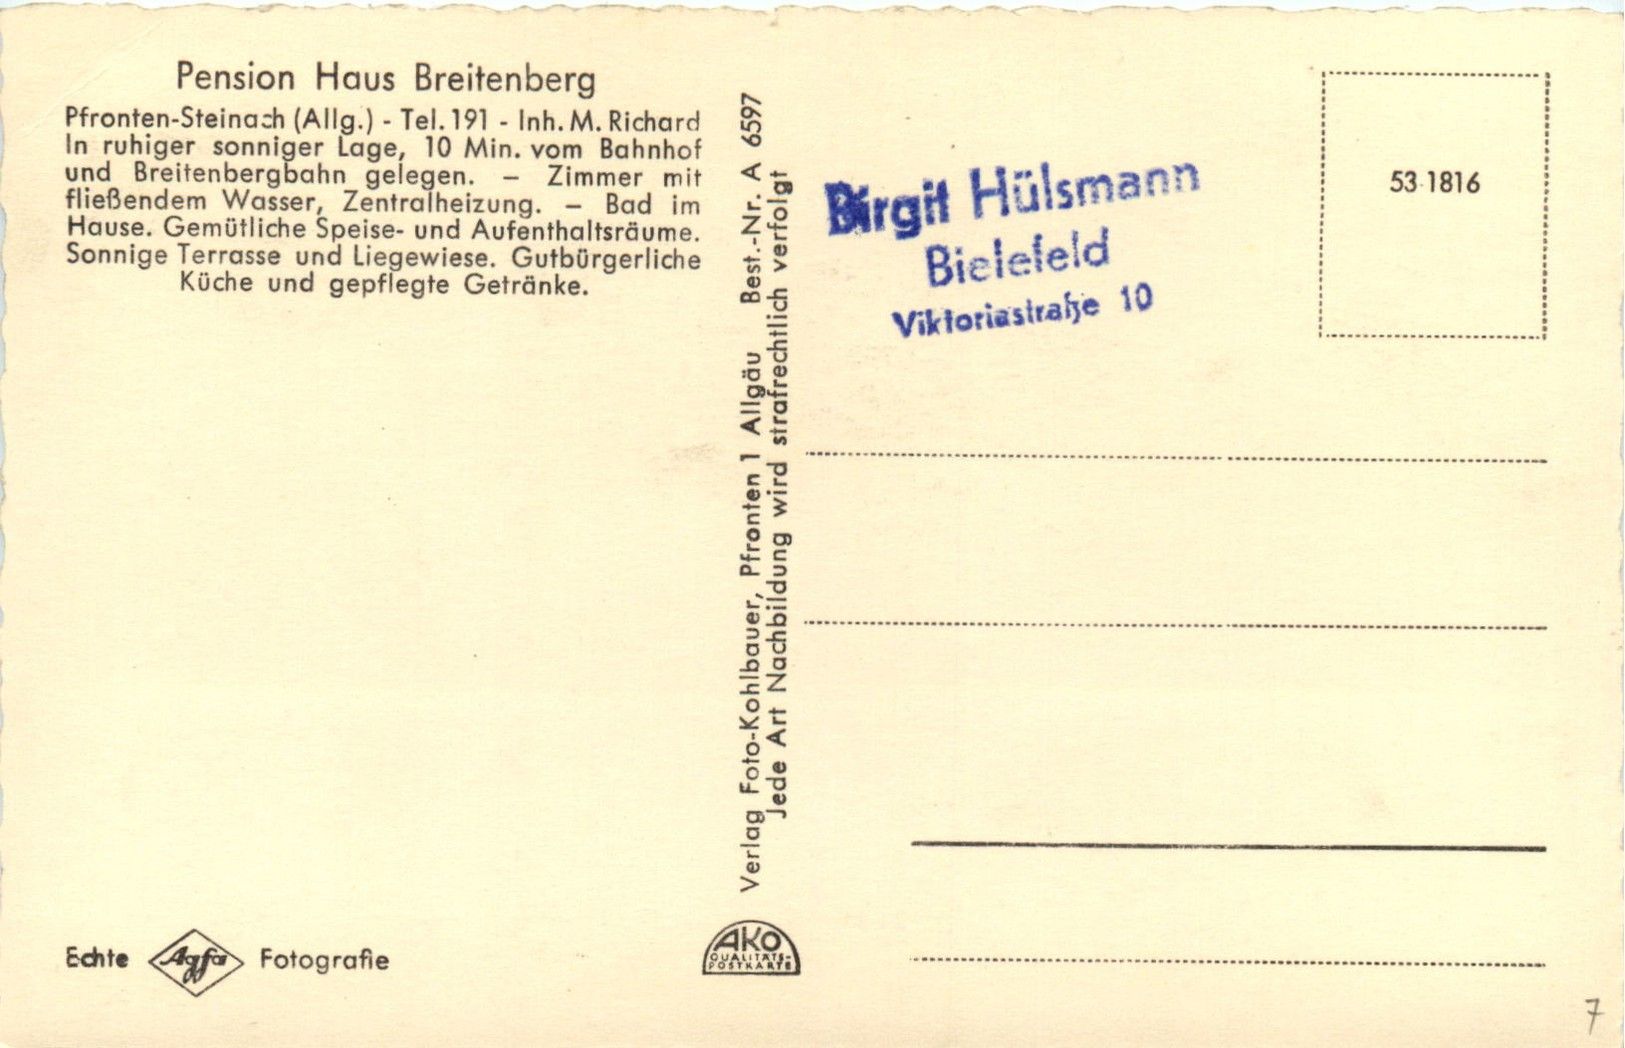 Pension Haus Breitenberg
Pfronten-Steinach (Allg.) - Tel. 191 - Inh. M. Richard
In ruhiger sonniger Lage, 10 Min. vom Bahnhof
und Breitenbergbahn gelegen. – Zimmer mit
fließendem Wasser, Zentralheizung. – Bad im
Hause. Gemütliche Speise- und Aufenthaltsräume.
Sonnige Terrasse und Liegewiese. Gutbürgerliche
Küche und gepflegte Getränke.
Echte Agfa Fotografie
Verlag Foto-Kohlbauer, Pfronten 1 Allgäu Best.-Nr. A 6597
Jede Art Nachbildung wird strafrechtlich verfolgt
AKO
QUALITÄTS-
POSTKARTE
Birgit Hülsmann
Bielefeld
Viktoriastraße 10
53 1816
7